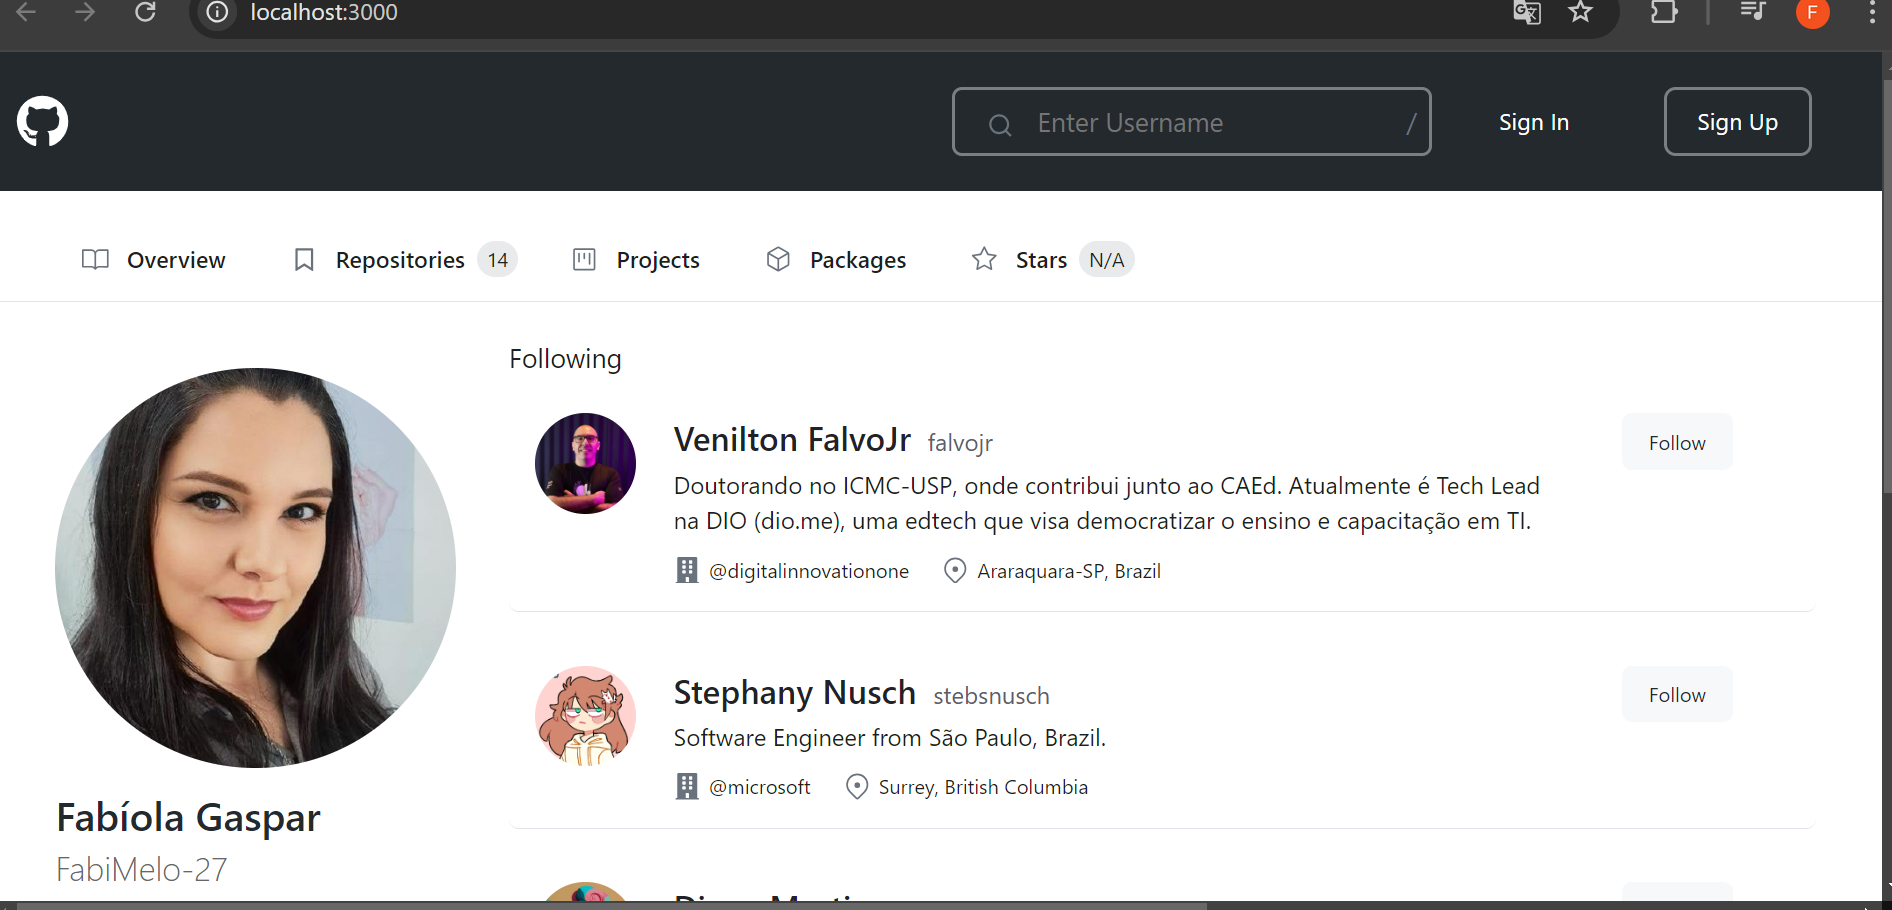 localhost:3000
F
Enter Username /
Sign In
Sign Up
Overview
Repositories 14
Projects
Packages
Stars N/A
Following
Venilton FalvoJr falvojr
Follow
Doutorando no ICMC-USP, onde contribui junto ao CAEd. Atualmente é Tech Lead
na DIO (dio.me), uma edtech que visa democratizar o ensino e capacitação em TI.
@digitalinnovationone
Araraquara-SP, Brazil
Stephany Nusch stebsnusch
Follow
Software Engineer from São Paulo, Brazil.
@microsoft
Surrey, British Columbia
Fabíola Gaspar
FabiMelo-27